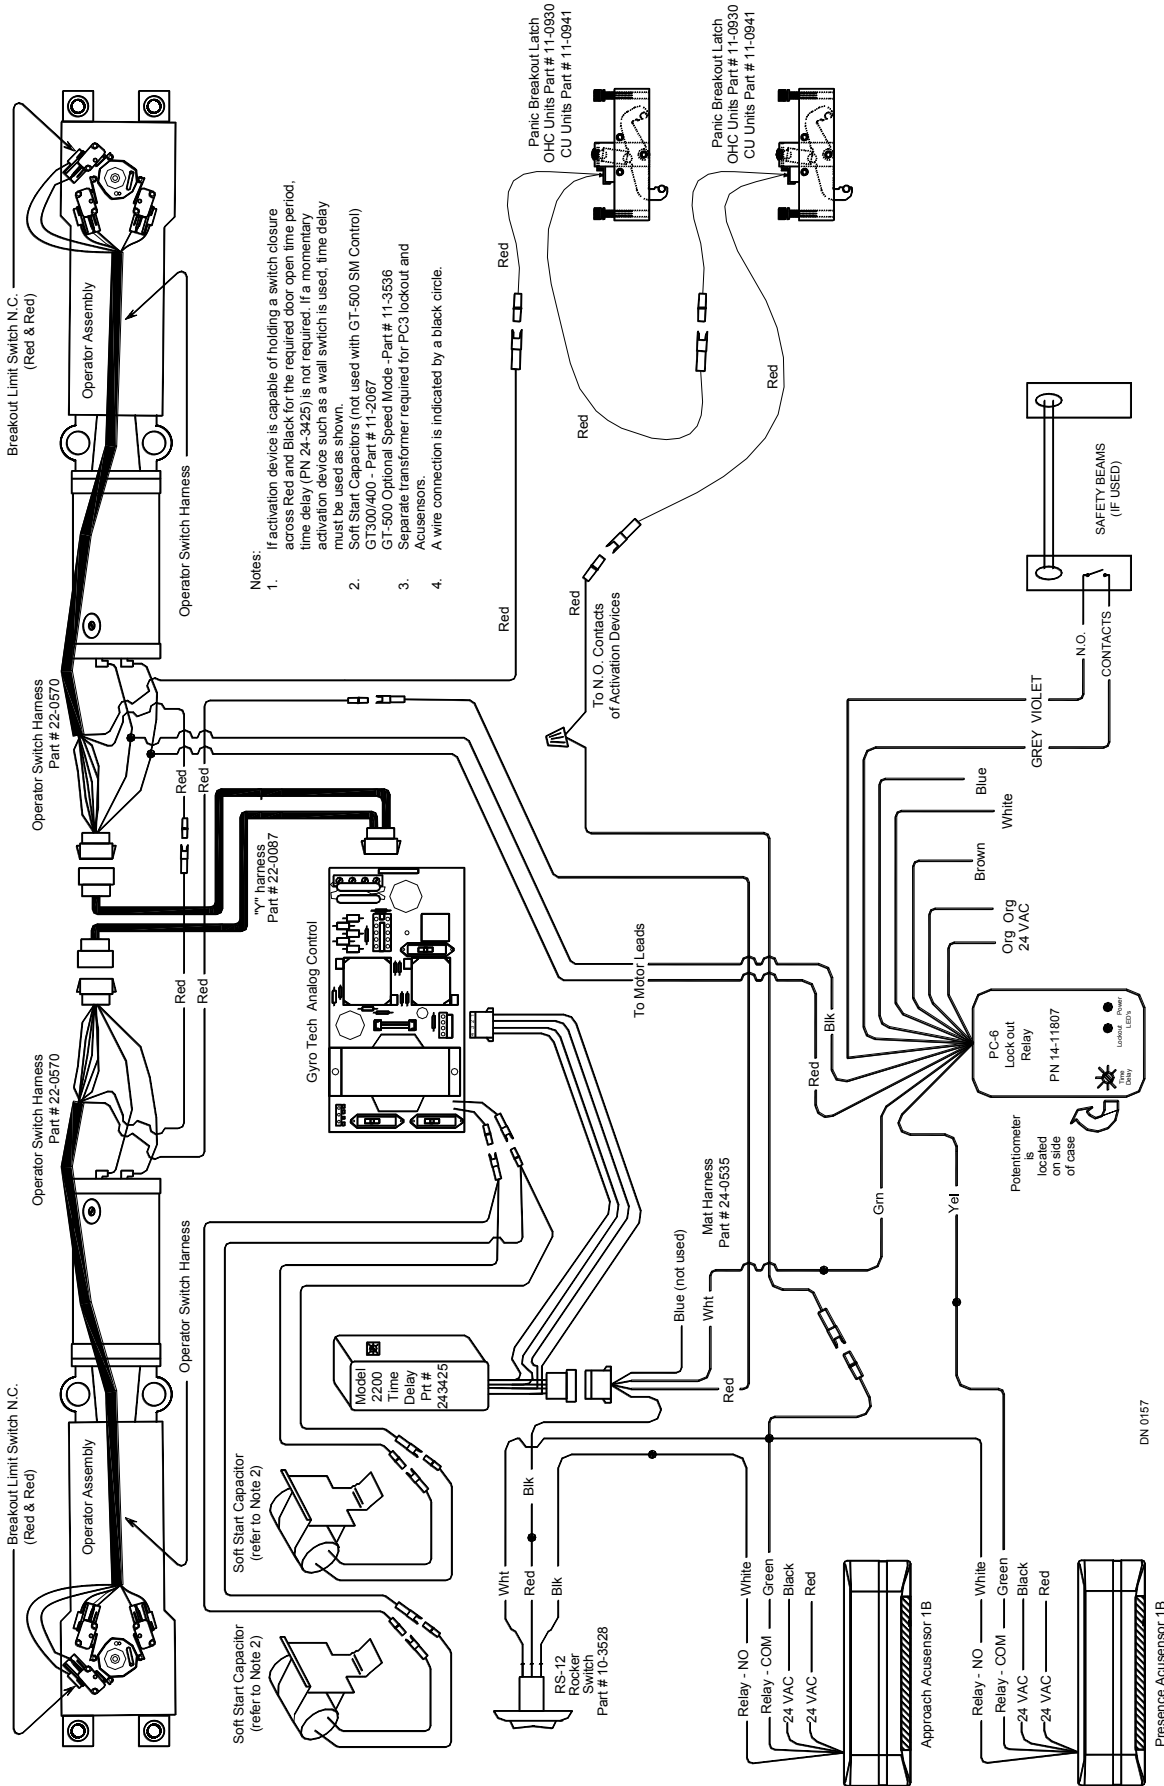 Breakout Limit Switch N.C.
(Red & Red)
Operator Assembly
Operator Switch Harness
Operator Switch Harness
Part # 22-0570
Operator Switch Harness
Part # 22-0570
Operator Switch Harness
Operator Assembly
Breakout Limit Switch N.C.
(Red & Red)
Red
Red
Red
Red
"Y" harness
Part # 22-0087
Gyro Tech Analog Control
Notes:
1. If activation device is capable of holding a switch closure
across Red and Black for the required door open time period,
time delay (PN 24-3425) is not required. If a momentary
activation device such as a wall swtich is used, time delay
must be used as shown.
2. Soft Start Capacitors (not used with GT-500 SM Control)
GT300/400 - Part # 11-2067
GT-500 Optional Speed Mode -Part # 11-3536
3. Separate transformer required for PC3 lockout and
Acusensors.
4. A wire connection is indicated by a black circle.
Soft Start Capacitor
(refer to Note 2)
Soft Start Capacitor
(refer to Note 2)
Model
2200
Time
Delay
Prt #
243425
Blue (not used)
Mat Harness
Part # 24-0535
Wht
Red
Wht
Red
Blk
Blk
RS-12
Rocker
Switch
Part # 10-3528
To Motor Leads
Red
Red
Red
Red
Red
Panic Breakout Latch
OHC Units Part # 11-0930
CU Units Part # 11-0941
Panic Breakout Latch
OHC Units Part # 11-0930
CU Units Part # 11-0941
To N.O. Contacts
of Activation Devices
Relay - NO
White
Relay - COM
Green
24 VAC
Black
24 VAC
Red
Approach Acusensor 1B
Relay - NO
White
Relay - COM
Green
24 VAC
Black
24 VAC
Red
Presence Acusensor 1B
Grn
Yel
Red
Blk
PC-6
Lock out
Relay
PN 14-11807
Time
Delay
Lockout
Power
LED's
Potentiometer
is
located
on side
of case
Org Org
24 VAC
Brown
White
Blue
GREY VIOLET
N.O.
CONTACTS
SAFETY BEAMS
(IF USED)
DN 0157